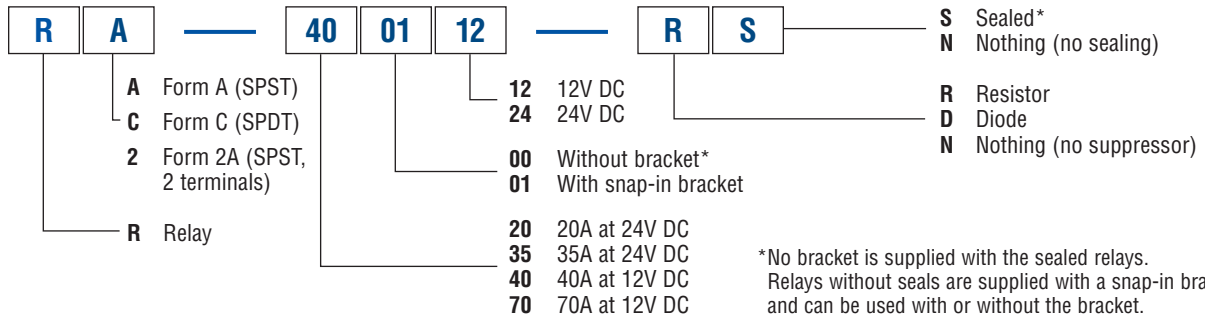 R A — 40 01 12 — R S
S Sealed*
N Nothing (no sealing)
A Form A (SPST)
C Form C (SPDT)
2 Form 2A (SPST,
2 terminals)
R Relay
12 12V DC
24 24V DC
00 Without bracket*
01 With snap-in bracket
20 20A at 24V DC
35 35A at 24V DC
40 40A at 12V DC
70 70A at 12V DC
R Resistor
D Diode
N Nothing (no suppressor)
*No bracket is supplied with the sealed relays.
Relays without seals are supplied with a snap-in bra
and can be used with or without the bracket.